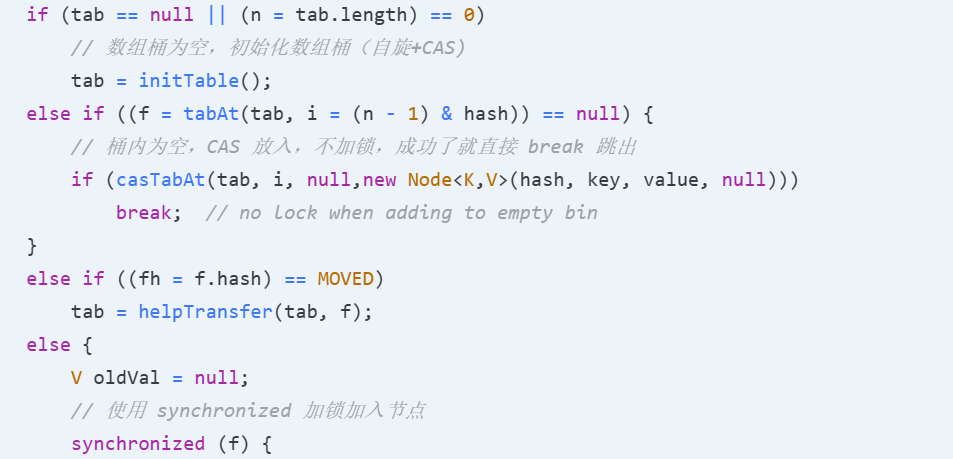 if (tab == null || (n = tab.length) == 0)
    // 数组桶为空，初始化数组桶（自旋+CAS)
    tab = initTable();
else if ((f = tabAt(tab, i = (n - 1) & hash)) == null) {
    // 桶内为空，CAS 放入，不加锁，成功了就直接 break 跳出
    if (casTabAt(tab, i, null,new Node<K,V>(hash, key, value, null)))
        break;  // no lock when adding to empty bin
}
else if ((fh = f.hash) == MOVED)
    tab = helpTransfer(tab, f);
else {
    V oldVal = null;
    // 使用 synchronized 加锁加入节点
    synchronized (f) {